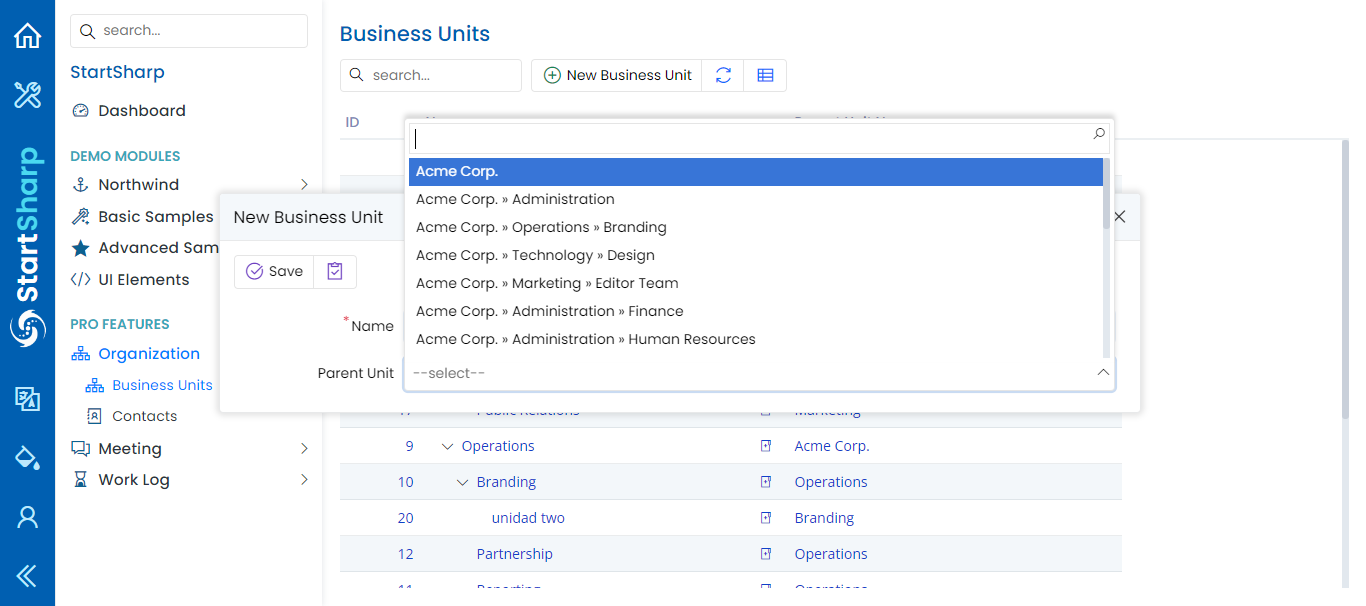 StartSharp
search...
StartSharp
Dashboard
DEMO MODULES
Northwind
Basic Samples
Advanced Sam
UI Elements
PRO FEATURES
Organization
Business Units
Contacts
Meeting
Work Log
Business Units
search...
New Business Unit
ID
New Business Unit
Save
*Name
Parent Unit
Acme Corp.
Acme Corp. » Administration
Acme Corp. » Operations » Branding
Acme Corp. » Technology » Design
Acme Corp. » Marketing » Editor Team
Acme Corp. » Administration » Finance
Acme Corp. » Administration » Human Resources
--select--
Public Relations Marketing
9 Operations Acme Corp.
10 Branding Operations
20 unidad two Branding
12 Partnership Operations
11 Reporting Operations